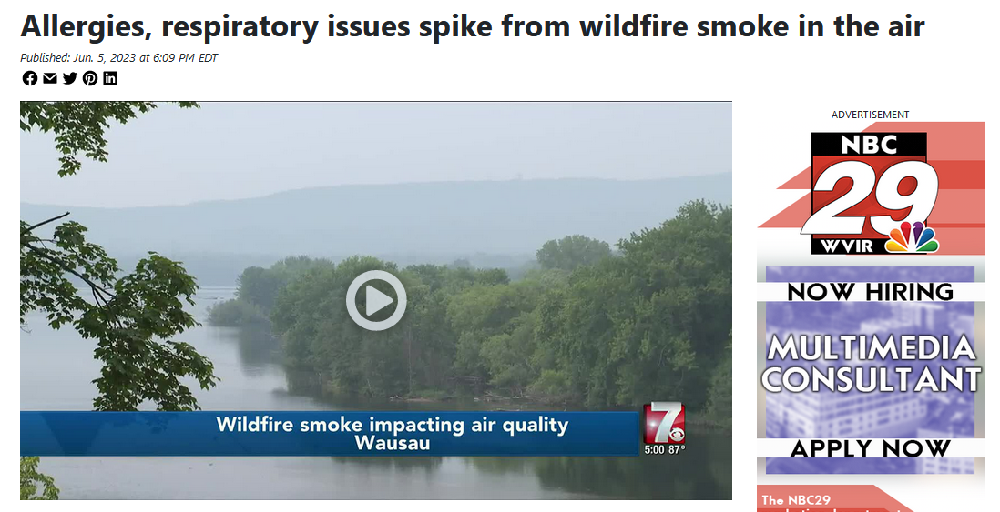 Allergies, respiratory issues spike from wildfire smoke in the air
Published: Jun. 5, 2023 at 6:09 PM EDT
Wildfire smoke impacting air quality
Wausau
7
5:00 87°
ADVERTISEMENT
NBC
29
WVIR
NOW HIRING
MULTIMEDIA
CONSULTANT
APPLY NOW
The NBC29